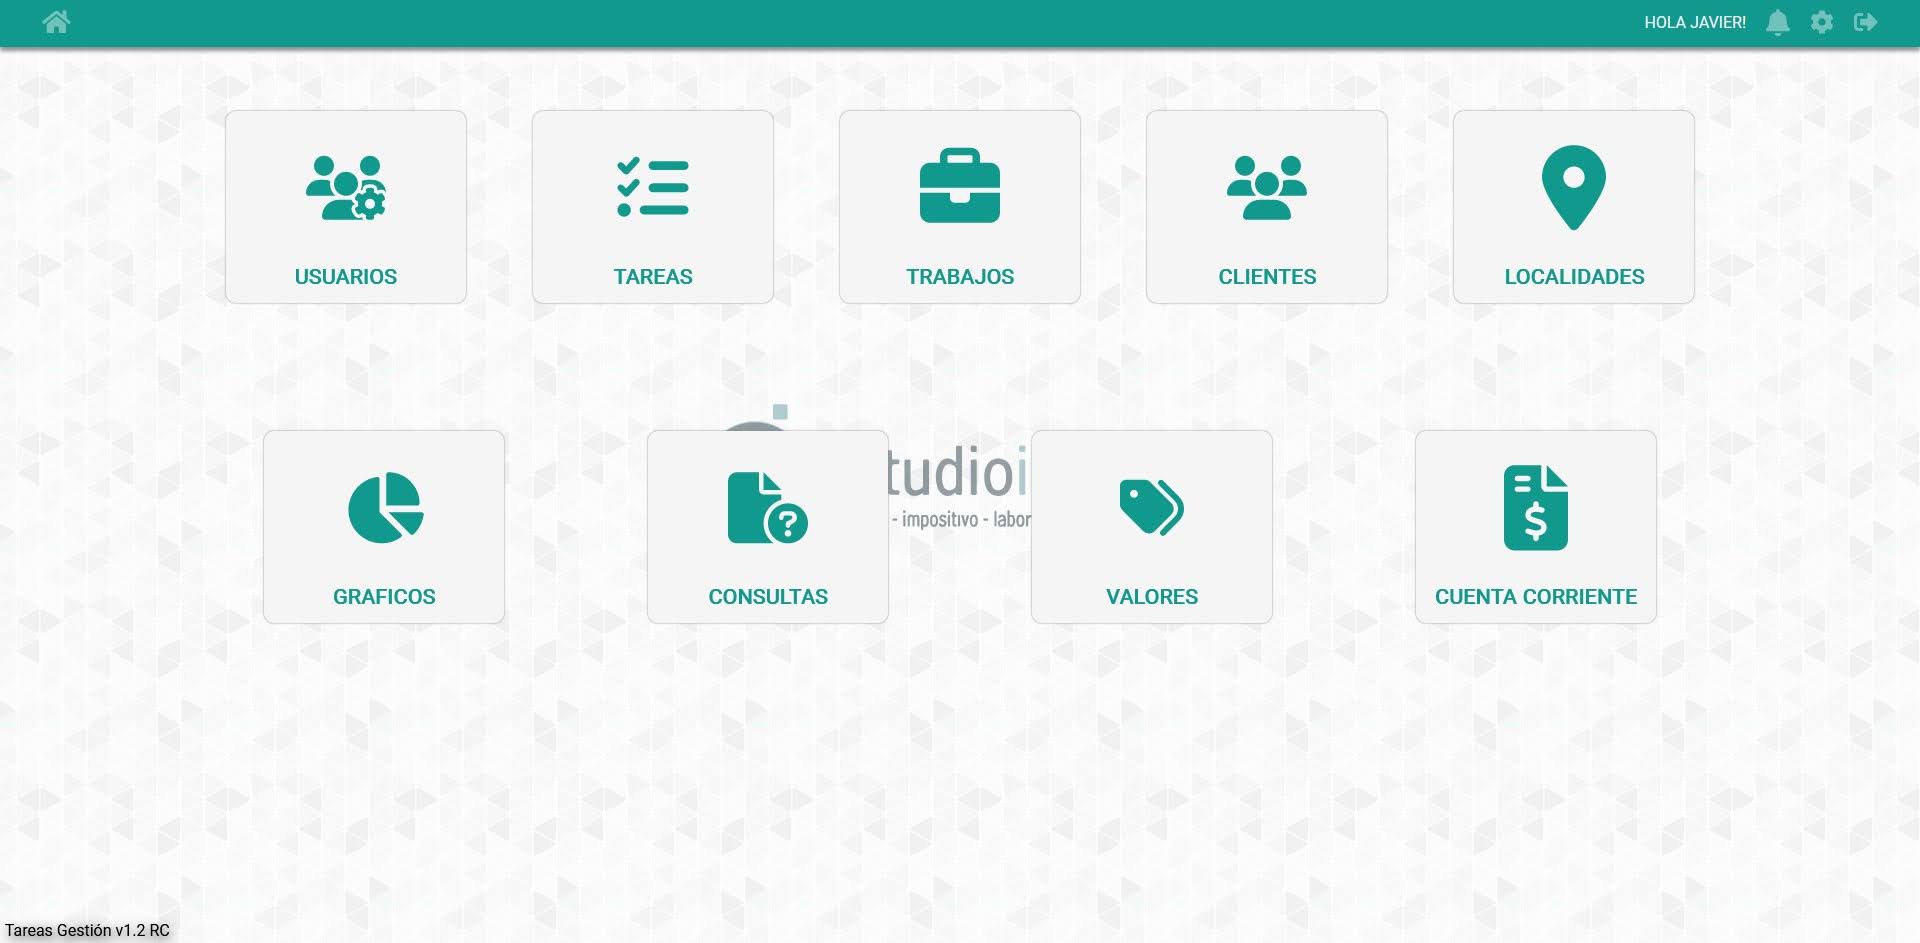 HOLA JAVIER!
USUARIOS
TAREAS
TRABAJOS
CLIENTES
LOCALIDADES
tudioi
- impositivo - labor
GRAFICOS
CONSULTAS
VALORES
CUENTA CORRIENTE
Tareas Gestión v1.2 RC